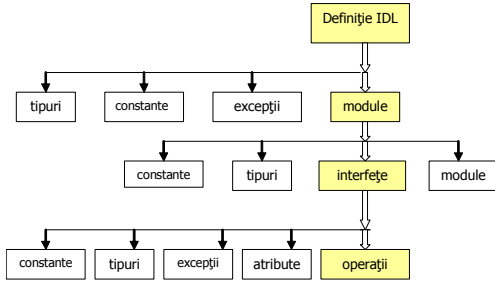 Definiţie IDL
tipuri constante excepţii module
constante tipuri interfeţe module
constante tipuri excepţii atribute operaţii